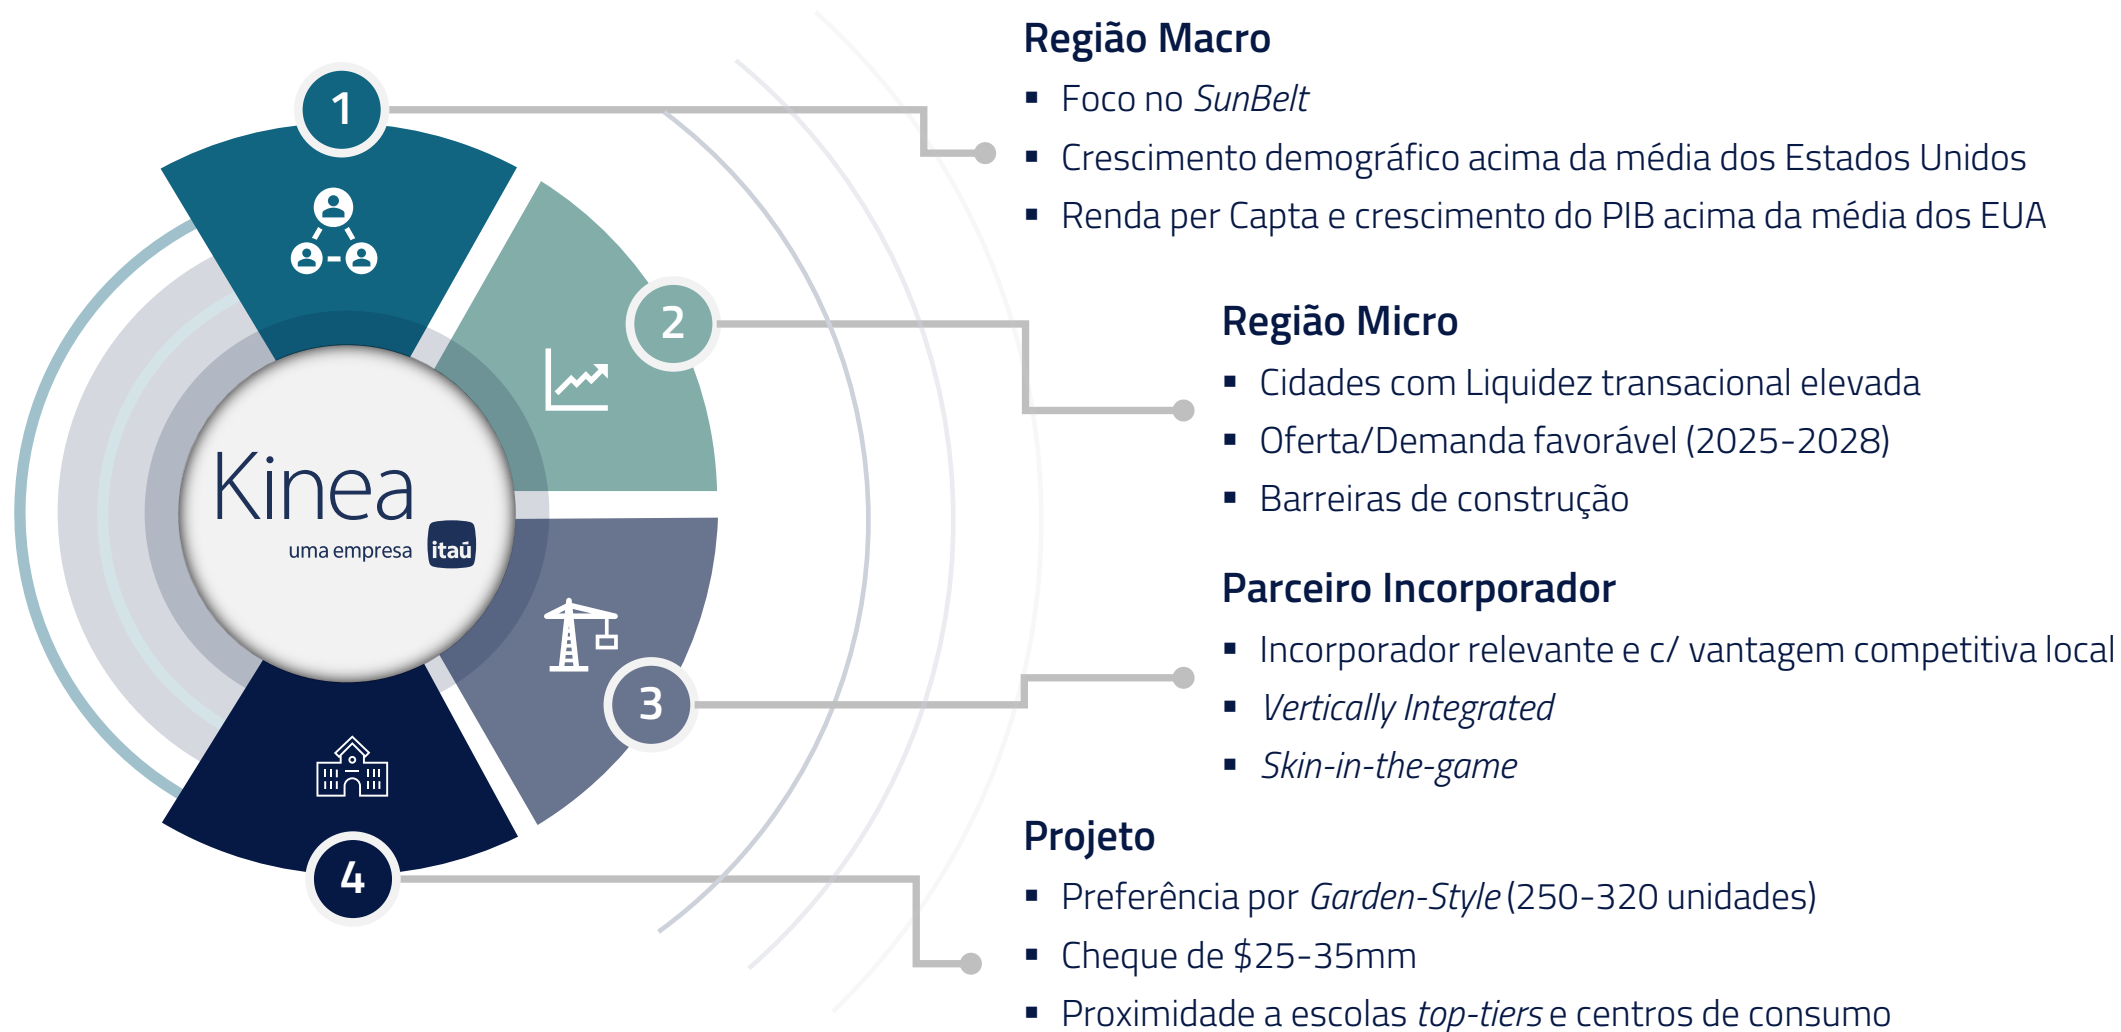 Região Macro
1
▪ Foco no SunBelt
▪ Crescimento demográfico acima da média dos Estados Unidos
▪ Renda per Capta e crescimento do PIB acima da média dos EUA
2
Região Micro
▪ Cidades com Liquidez transacional elevada
▪ Oferta/Demanda favorável (2025-2028)
▪ Barreiras de construção
Kinea
uma empresa itaú
3
Parceiro Incorporador
▪ Incorporador relevante e c/ vantagem competitiva local
▪ Vertically Integrated
▪ Skin-in-the-game
4
Projeto
▪ Preferência por Garden-Style (250-320 unidades)
▪ Cheque de $25-35mm
▪ Proximidade a escolas top-tiers e centros de consumo